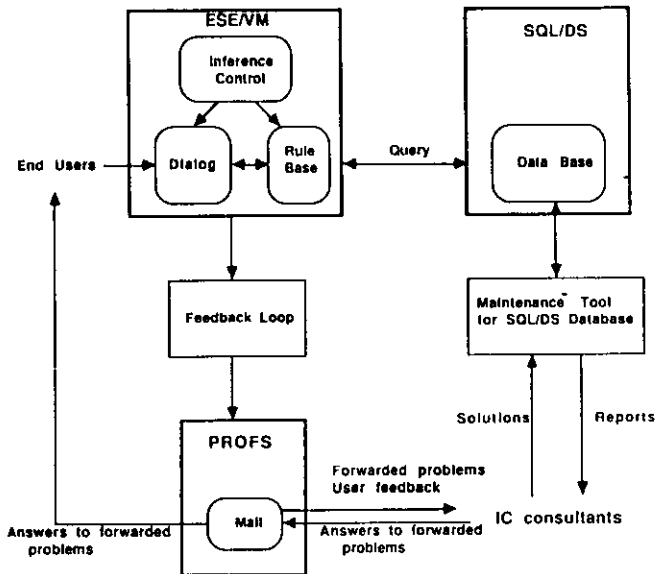 ESE/VM
SQL/DS
Inference
Control
End Users
Dialog
Rule
Base
Query
Data Base
Feedback Loop
Maintenance Tool
for SQL/DS Database
Solutions
Reports
PROFS
Forwarded problems
User feedback
Mail
IC consultants
Answers to forwarded
problems
Answers to forwarded
problems